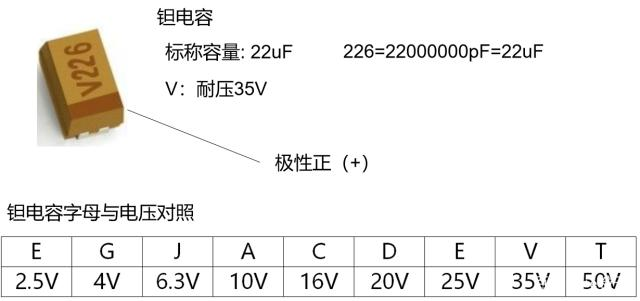 钽电容
标称容量: 22uF 226=22000000pF=22uF
V：耐压35V
V226
极性正（+）
钽电容字母与电压对照
E G J A C D E V T
2.5V 4V 6.3V 10V 16V 20V 25V 35V 50V